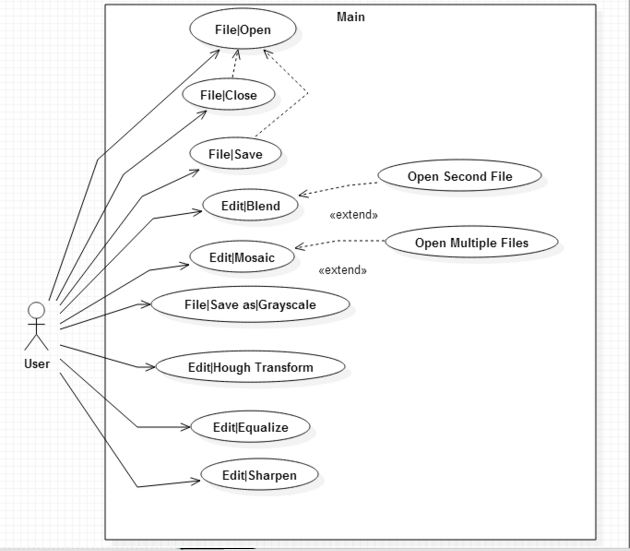 Main
File|Open
File|Close
File|Save
Open Second File
Edit|Blend
«extend»
Open Multiple Files
Edit|Mosaic
«extend»
File|Save as|Grayscale
User
Edit|Hough Transform
Edit|Equalize
Edit|Sharpen